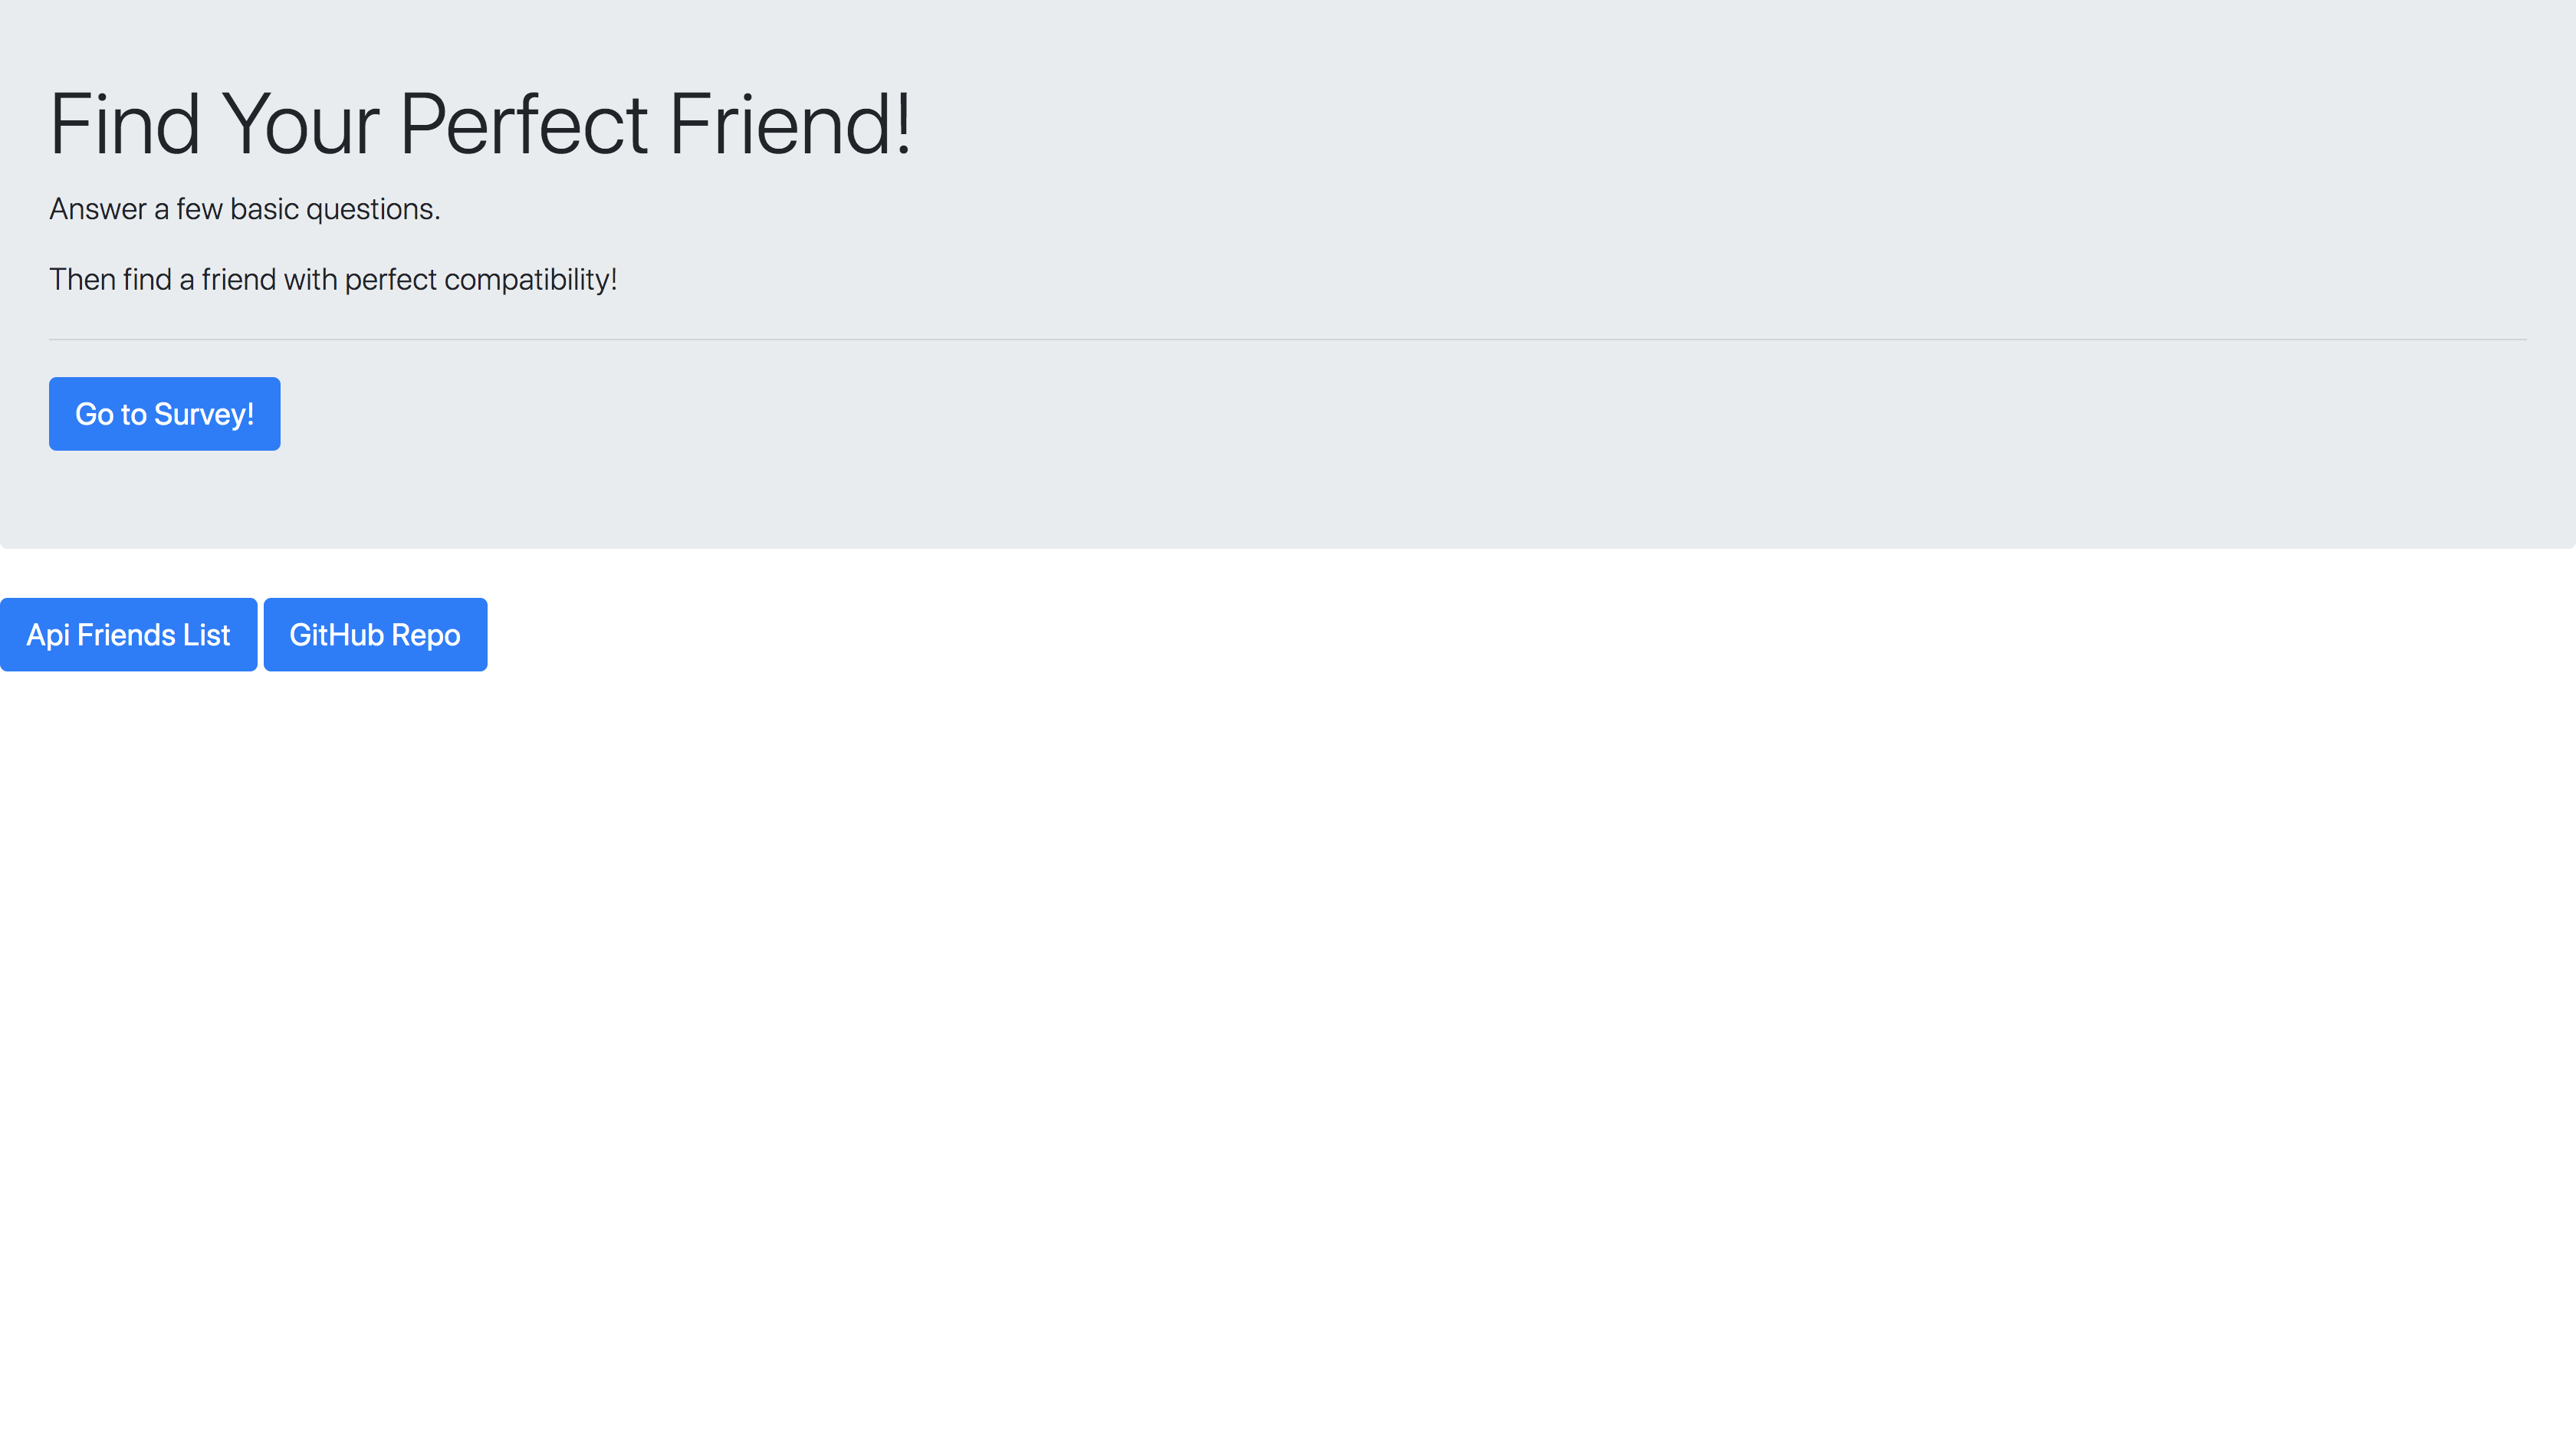 Find Your Perfect Friend!
Answer a few basic questions.
Then find a friend with perfect compatibility!
Go to Survey!
Api Friends List GitHub Repo